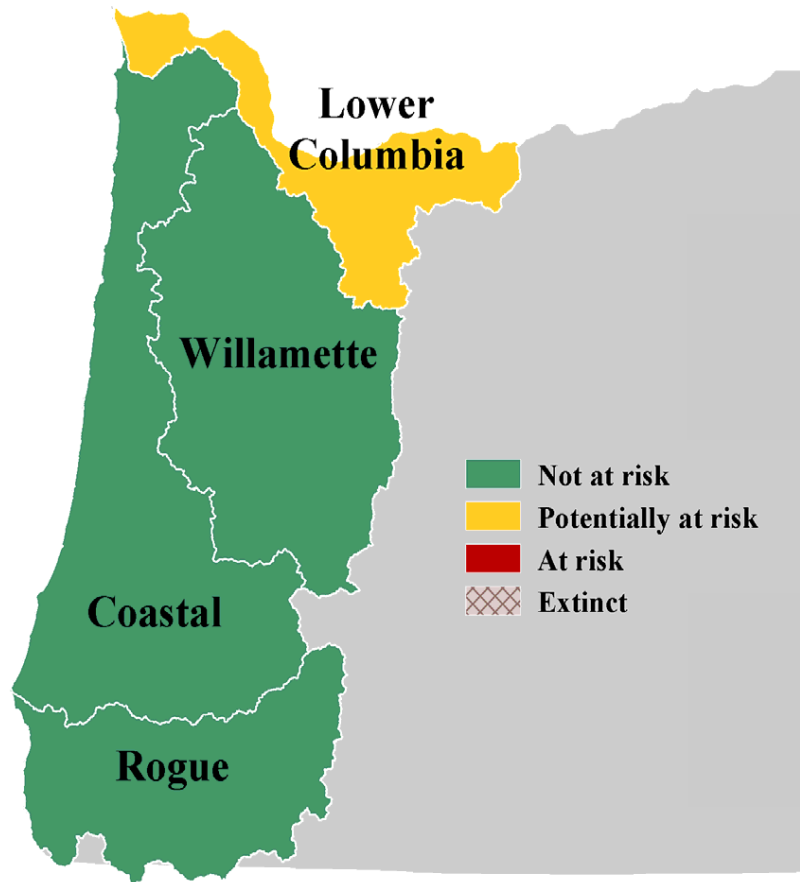 Lower
Columbia
Willamette
Not at risk
Potentially at risk
At risk
Extinct
Coastal
Rogue